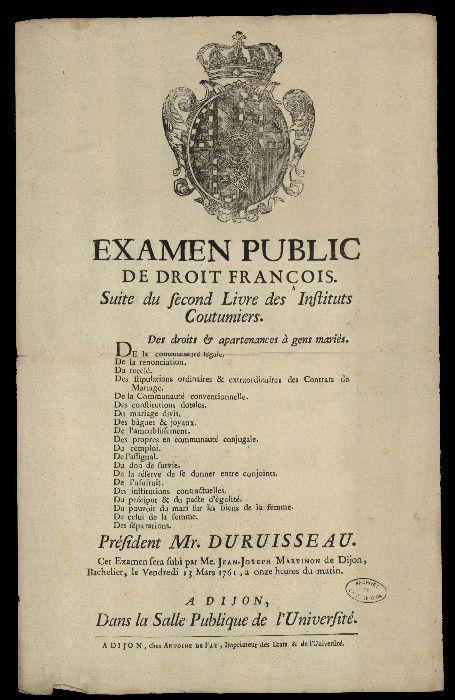 EXAMEN PUBLIC
DE DROIT FRANÇOIS.
Suite du ſecond Livre des Inſtituts
Coutumiers.
Des droits & apartenances à gens mariés.
DE la communauté légale.
De la renonciation.
Du recelé.
Des ſtipulations ordinaires & extraordinaires des Contrats de
Mariage.
De la Communauté conventionnelle.
Des conſtitutions dotales.
Du mariage divis.
Des bâgues & joyaux.
De l'ameubliſſement.
Des propres en communauté conjugale.
Du remploi.
De l'aſſignal.
Du don de ſurvie.
De la réſerve de ſe donner entre conjoints.
De l'uſufruit.
Des inſtitutions contractuelles.
Du préciput & du pacte d'égalité.
Du pouvoir du mari ſur les biens de la femme.
De celui de la femme.
Des ſéparations.
Préſident Mr. DURUISSEAU.
Cet Examen ſera ſubi par Me. JEAN-JOSEPH MARTINON de Dijon,
Bachelier, le Vendredi 13 Mars 1761, à onze heures du matin.
A DIJON,
Dans la Salle Publique de l'Univerſité.
ARCHIVES
A DIJON, chez ANTOINE DE FAY, Imprimeur des Etats & de l'Univerſité.